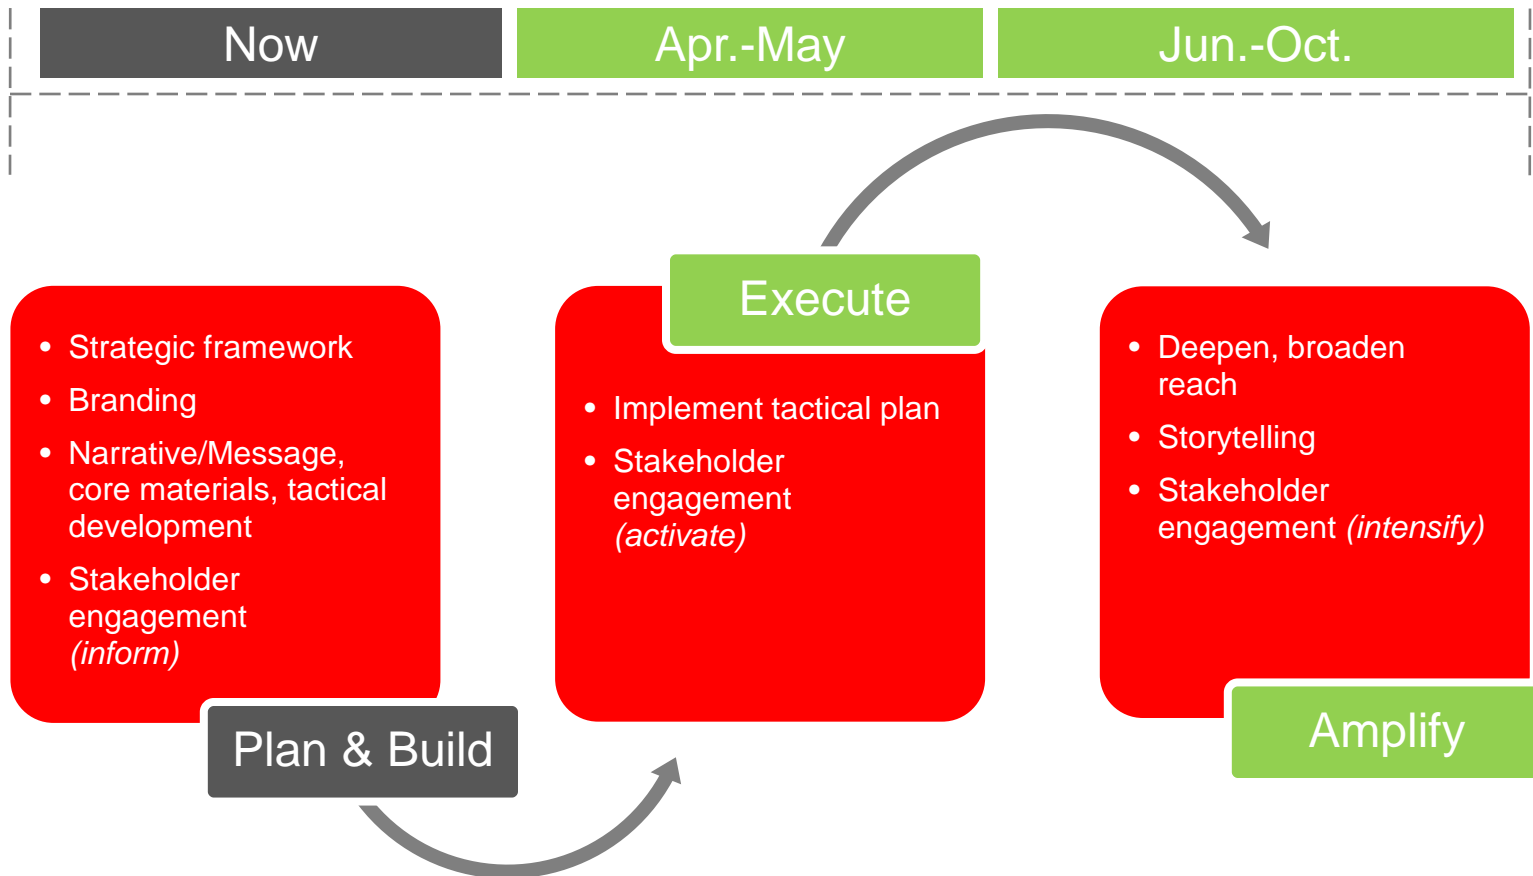 Now
Apr.-May
Jun.-Oct.
• Strategic framework
• Branding
• Narrative/Message,
core materials, tactical
development
• Stakeholder
engagement
(inform)
Plan & Build
Execute
• Implement tactical plan
• Stakeholder
engagement
(activate)
• Deepen, broaden
reach
• Storytelling
• Stakeholder
engagement (intensify)
Amplify